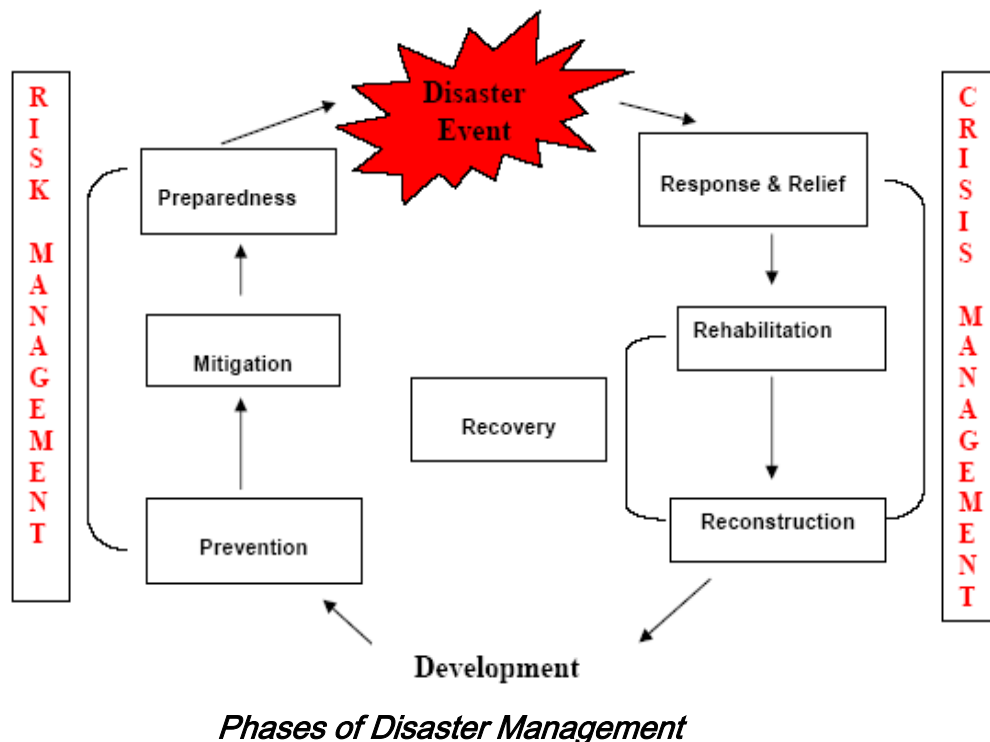 RISK MANAGEMENT
Disaster
Event
CRISIS MANAGEMENT
Preparedness
Response & Relief
Mitigation
Rehabilitation
Recovery
Prevention
Reconstruction
Development
Phases of Disaster Management